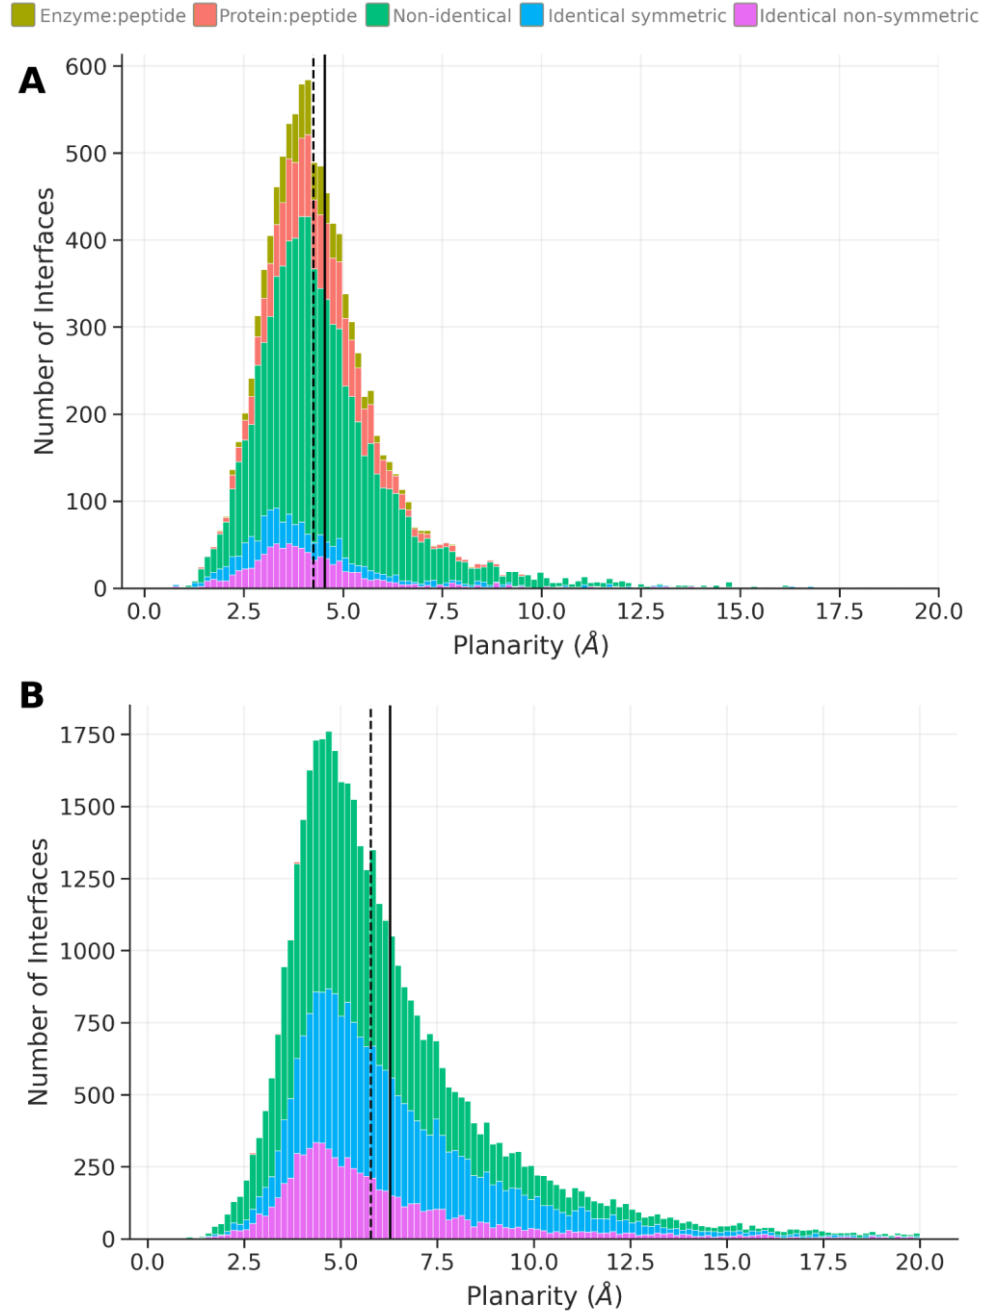 Enzyme:peptide Protein:peptide Non-identical Identical symmetric Identical non-symmetric
A
600
500
400
300
200
100
0
Number of Interfaces
0.0 2.5 5.0 7.5 10.0 12.5 15.0 17.5 20.0
Planarity (Å)
B
1750
1500
1250
1000
750
500
250
0
Number of Interfaces
0.0 2.5 5.0 7.5 10.0 12.5 15.0 17.5 20.0
Planarity (Å)